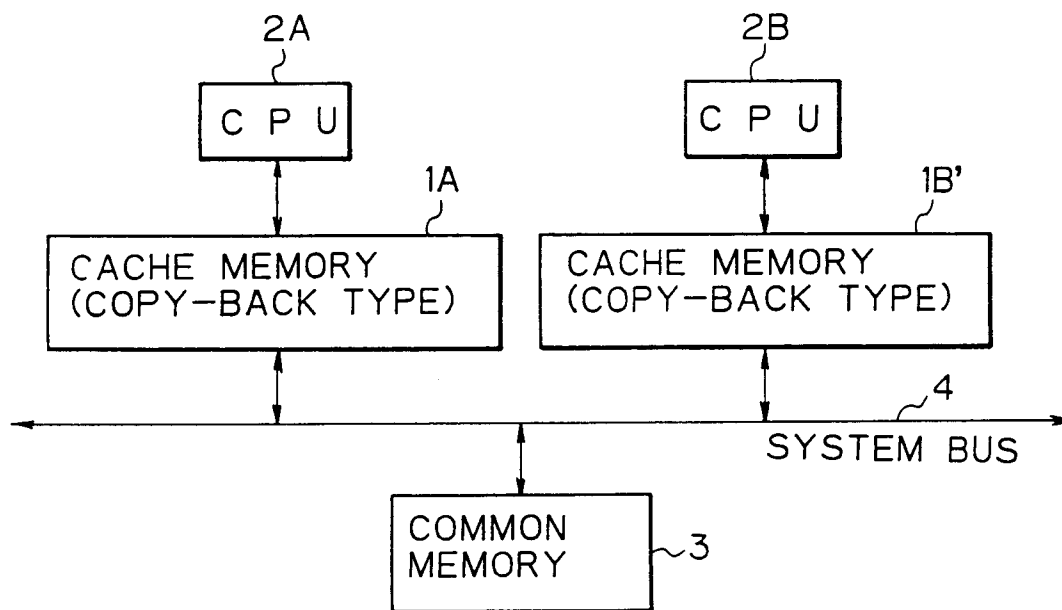 2A
2B
C P U
C P U
1A
1B'
CACHE MEMORY
(COPY-BACK TYPE)
CACHE MEMORY
(COPY-BACK TYPE)
4
SYSTEM BUS
COMMON
MEMORY
3